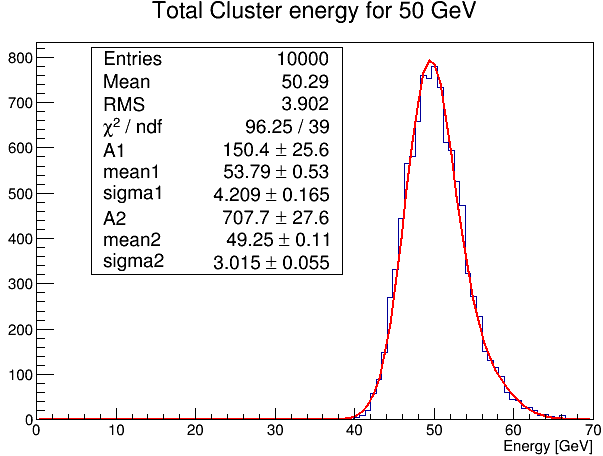 Total Cluster energy for 50 GeV
Entries 10000
Mean 50.29
RMS 3.902
χ² / ndf 96.25 / 39
A1 150.4 ± 25.6
mean1 53.79 ± 0.53
sigma1 4.209 ± 0.165
A2 707.7 ± 27.6
mean2 49.25 ± 0.11
sigma2 3.015 ± 0.055
800
700
600
500
400
300
200
100
0
0 10 20 30 40 50 60 70
Energy [GeV]